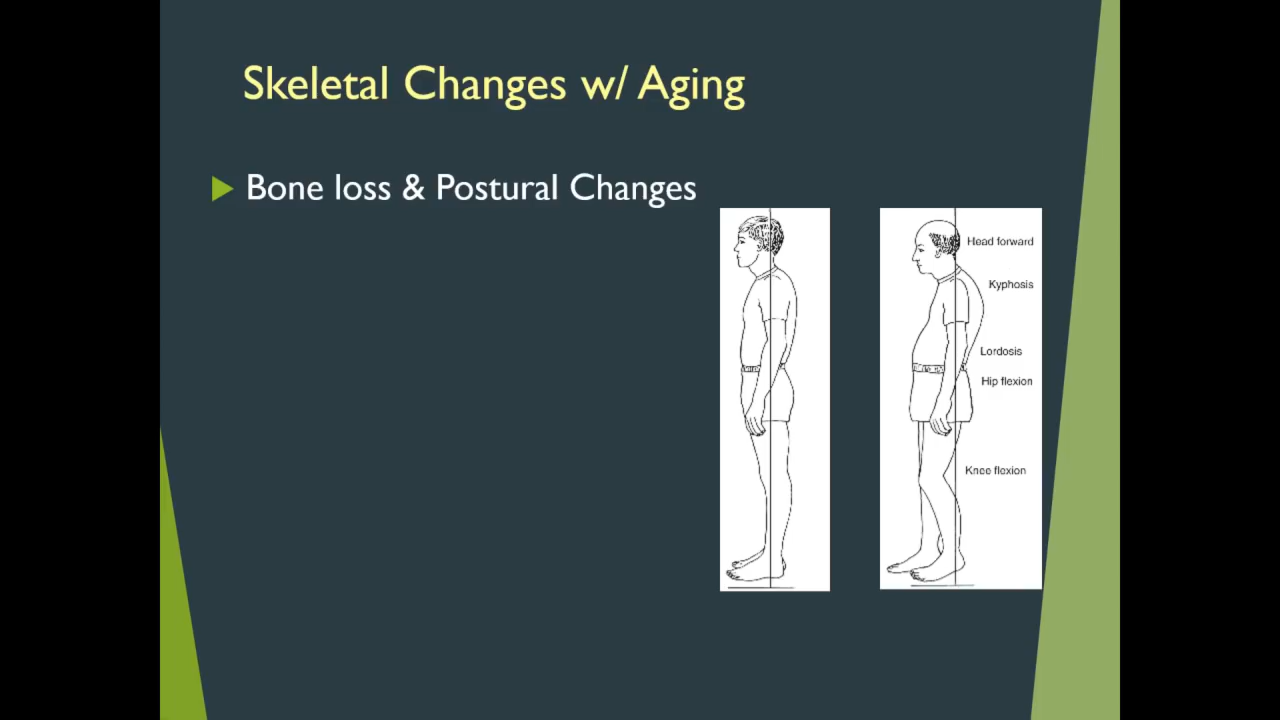 Skeletal Changes w/ Aging
Bone loss & Postural Changes
Head forward
Kyphosis
Lordosis
Hip flexion
Knee flexion